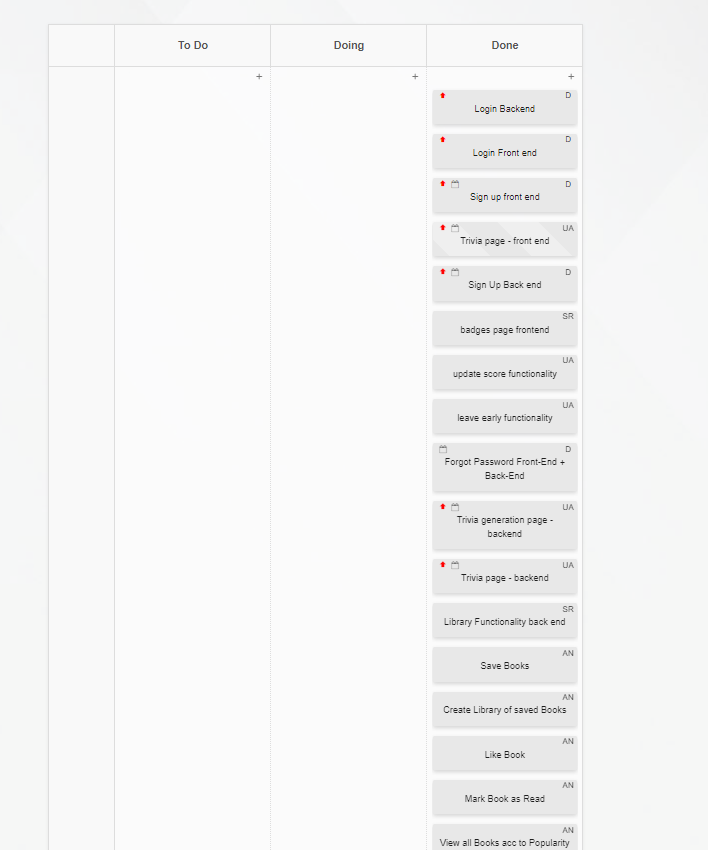 To Do
Doing
Done
+
+
+
D
Login Backend
D
Login Front end
D
Sign up front end
UA
Trivia page - front end
D
Sign Up Back end
SR
badges page frontend
UA
update score functionality
UA
leave early functionality
D
Forgot Password Front-End +
Back-End
UA
Trivia generation page -
backend
UA
Trivia page - backend
SR
Library Functionality back end
AN
Save Books
AN
Create Library of saved Books
AN
Like Book
AN
Mark Book as Read
AN
View all Books acc to Popularity